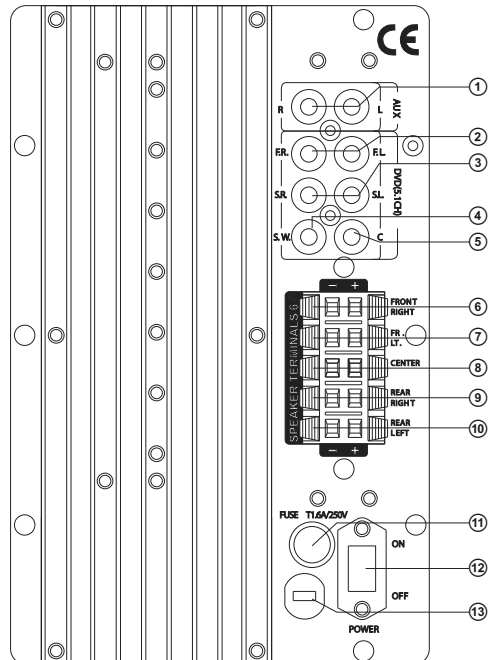 CE
R L
AUX
1
F.R. F.L.
2
S.R. S.L.
3
DVD(5.1CH)
4
S.W. C
5
− +
SPEAKER TERMINALS 6
FRONT
RIGHT
6
FR.
LT.
7
CENTER
8
REAR
RIGHT
9
REAR
LEFT
10
− +
FUSE T1.6A/250V
11
ON
12
OFF
13
POWER